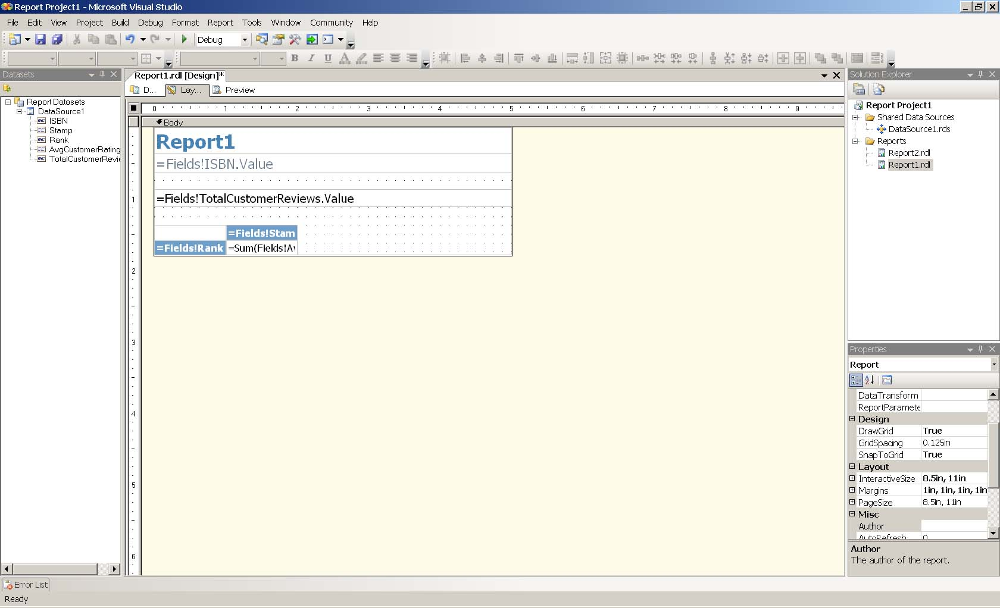 Report Project1 - Microsoft Visual Studio
File Edit View Project Build Debug Format Report Tools Window Community Help
Debug
B I U A
Datasets
Report Datasets
DataSource1
ISBN
Stamp
Rank
AvgCustomerRating
TotalCustomerRevie
Report1.rdl [Design]*
D... Lay... Preview
0 1 2 3 4 5 6 7 8 9
Body
Report1
=Fields!ISBN.Value
=Fields!TotalCustomerReviews.Value
=Fields!Stam
=Fields!Rank =Sum(Fields!Av
1
2
3
4
5
6
Solution Explorer
Report Project1
Shared Data Sources
DataSource1.rds
Reports
Report2.rdl
Report1.rdl
Properties
Report
DataTransform
ReportParamete
Design
DrawGrid True
GridSpacing 0.125in
SnapToGrid True
Layout
InteractiveSize 8.5in, 11in
Margins 1in, 1in, 1in, 1in
PageSize 8.5in, 11in
Misc
Author
AutoRefresh 0
Author
The author of the report.
Error List
Ready